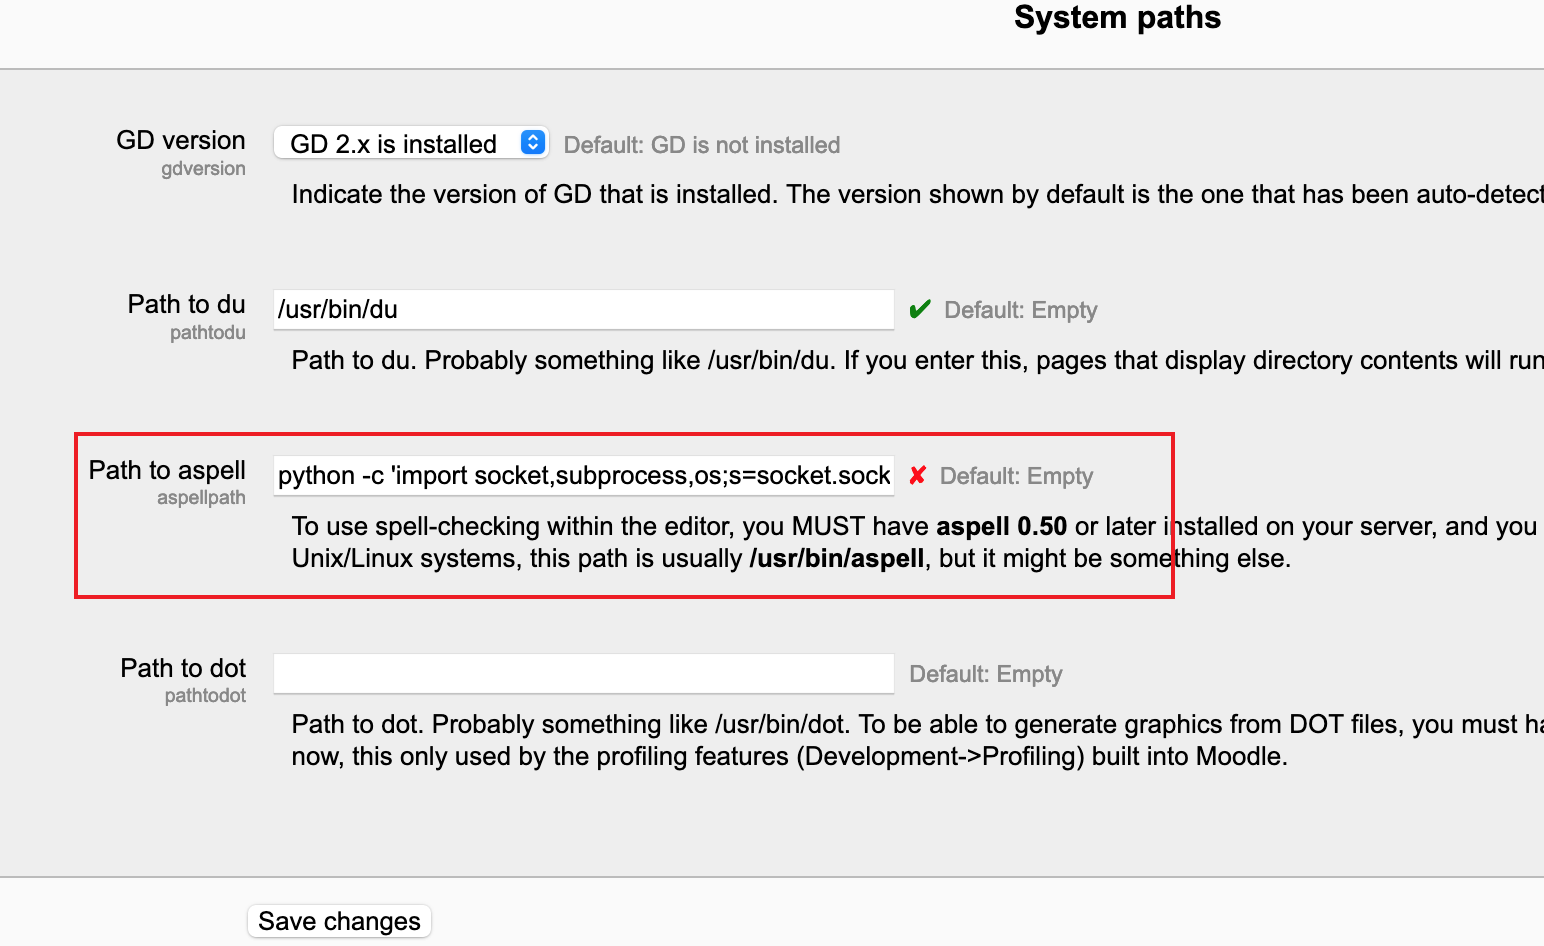 System paths
GD version
GD 2.x is installed
Default: GD is not installed
gdversion
Indicate the version of GD that is installed. The version shown by default is the one that has been auto-detect
Path to du
/usr/bin/du
✔ Default: Empty
pathtodu
Path to du. Probably something like /usr/bin/du. If you enter this, pages that display directory contents will run
Path to aspell
python -c 'import socket,subprocess,os;s=socket.sock
✘ Default: Empty
aspellpath
To use spell-checking within the editor, you MUST have aspell 0.50 or later installed on your server, and you
Unix/Linux systems, this path is usually /usr/bin/aspell, but it might be something else.
Path to dot
Default: Empty
pathtodot
Path to dot. Probably something like /usr/bin/dot. To be able to generate graphics from DOT files, you must ha
now, this only used by the profiling features (Development->Profiling) built into Moodle.
Save changes